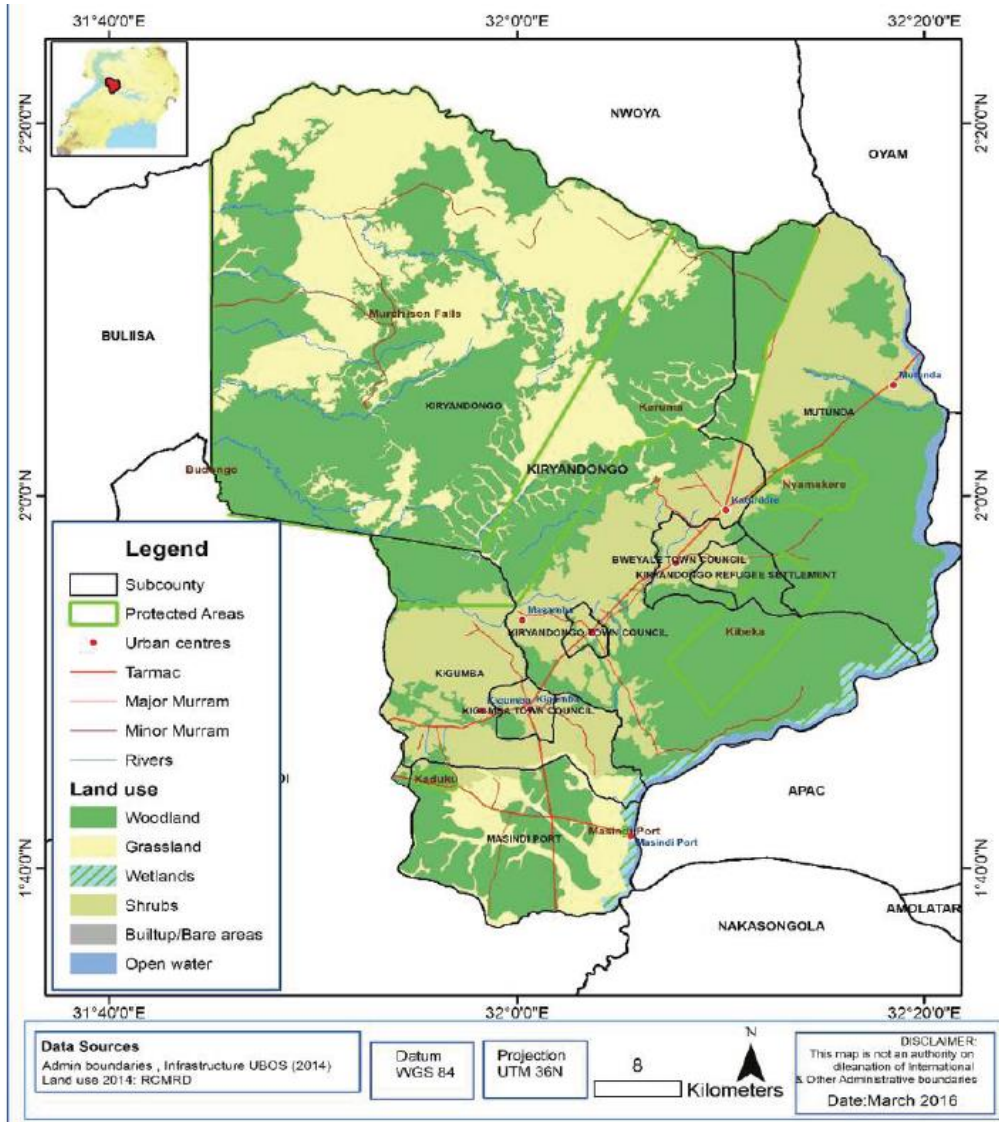 31°40'0"E
32°0'0"E
32°20'0"E
2°20'0"N
2°20'0"N
NWOYA
OYAM
BULIISA
Murchison Falls
KIRYANDONGO
Karuma
Mutunda
MUTUNDA
Budongo
KIRYANDONGO
Nyamakere
2°0'0"N
2°0'0"N
BWEYALE TOWN COUNCIL
KIRYANDONGO REFUGEE SETTLEMENT
KIRYANDONGO TOWN COUNCIL
Kibeka
KIGUMBA
Kigumba
Kigumba
KIGUMBA TOWN COUNCIL
Kaduku
DI
APAC
MASINDI PORT
Masindi Port
Masindi Port
1°40'0"N
1°40'0"N
NAKASONGOLA
AMOLATAR
Legend
Subcounty
Protected Areas
Urban centres
Tarmac
Major Murram
Minor Murram
Rivers
Land use
Woodland
Grassland
Wetlands
Shrubs
Builtup/Bare areas
Open water
31°40'0"E
32°0'0"E
32°20'0"E
Data Sources
Admin boundaries , Infrastructure UBOS (2014)
Land use 2014: RCMRD
Datum
WGS 84
Projection
UTM 36N
8
Kilometers
N
DISCLAIMER:
This map is not an authority on
dileanation of International
& Other Administrative boundaries
Date:March 2016